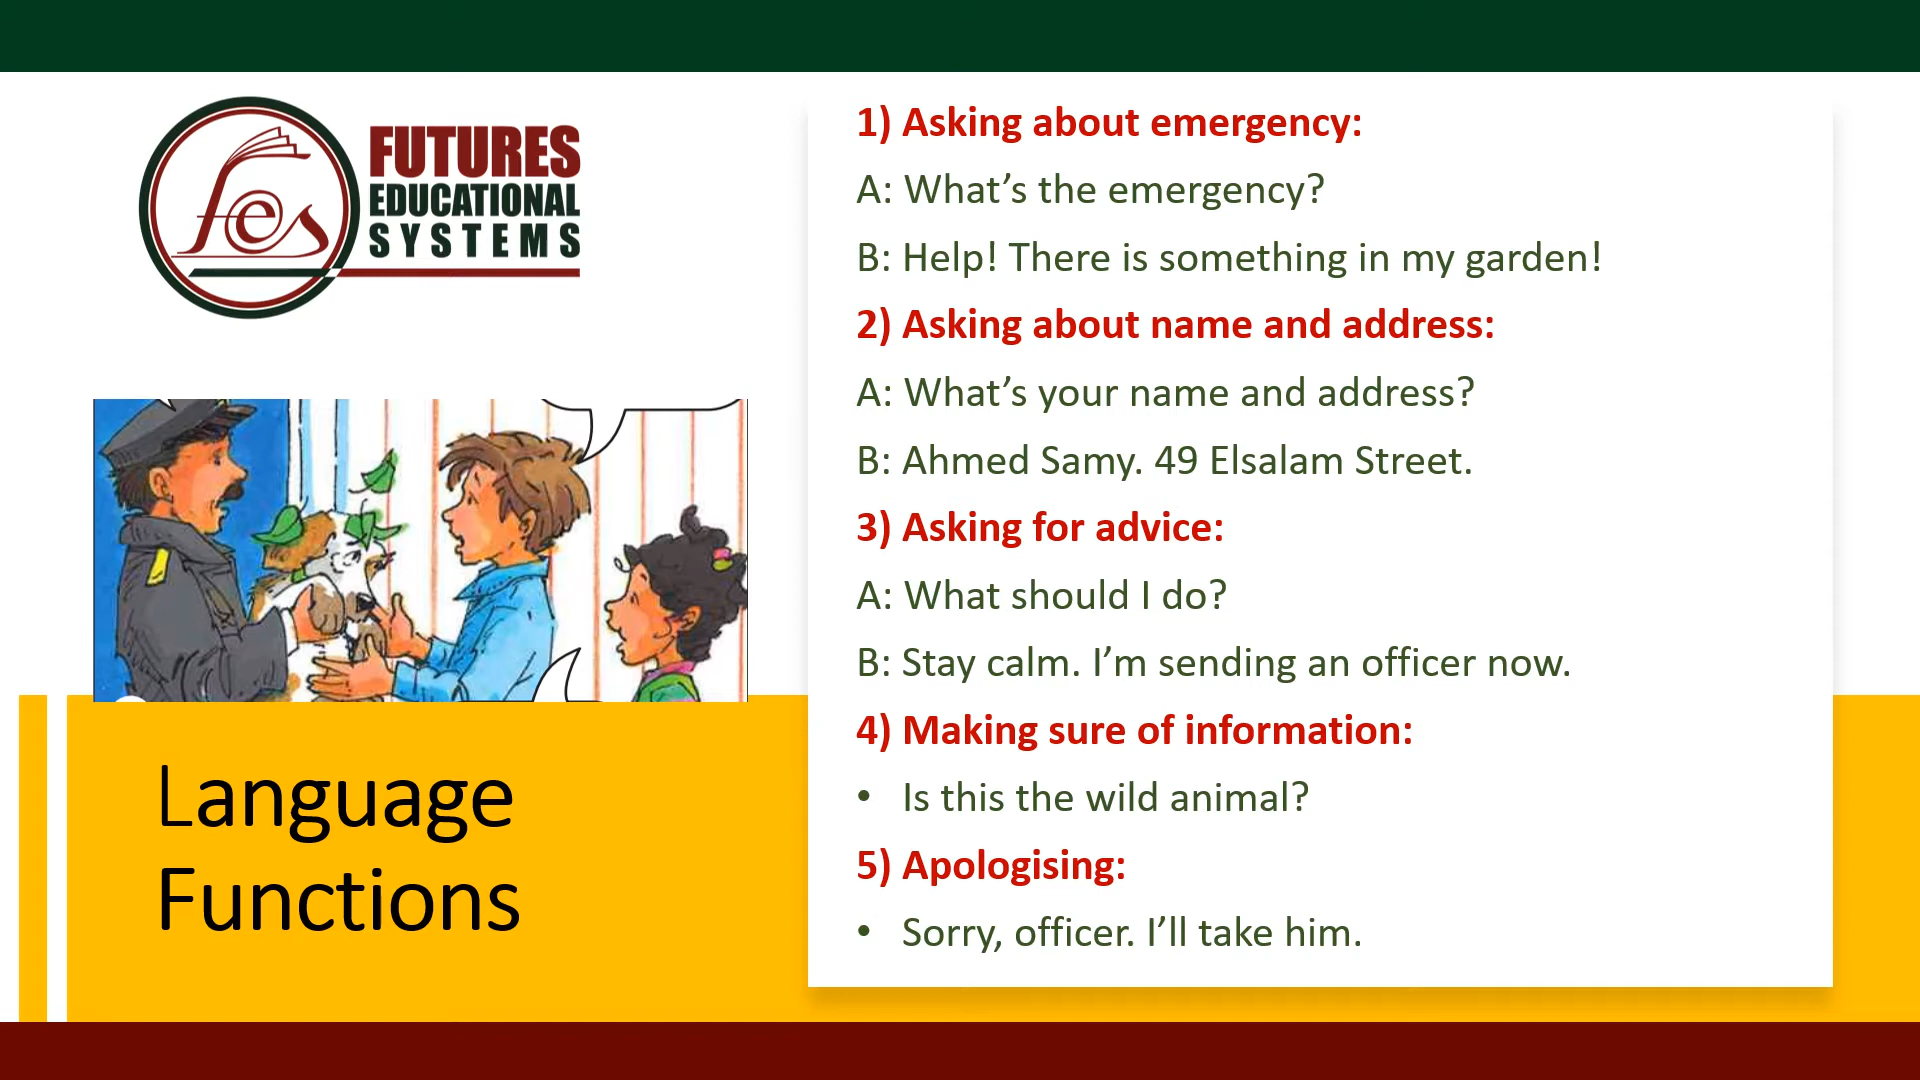 fes
FUTURES
EDUCATIONAL
SYSTEMS
Language
Functions
1) Asking about emergency:
A: What’s the emergency?
B: Help! There is something in my garden!
2) Asking about name and address:
A: What’s your name and address?
B: Ahmed Samy. 49 Elsalam Street.
3) Asking for advice:
A: What should I do?
B: Stay calm. I’m sending an officer now.
4) Making sure of information:
• Is this the wild animal?
5) Apologising:
• Sorry, officer. I’ll take him.